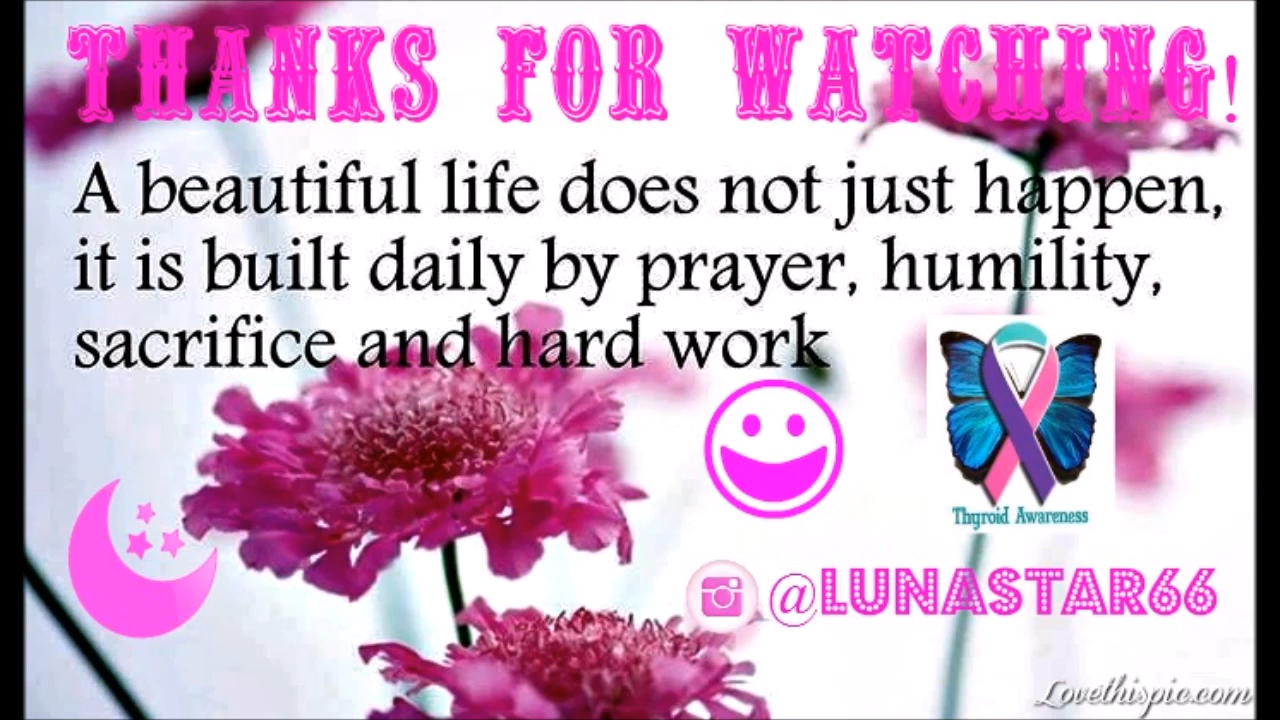 THANKS FOR WATCHING!
A beautiful life does not just happen,
it is built daily by prayer, humility,
sacrifice and hard work
Thyroid Awareness
@LUNASTAR66
Lovethispic.com